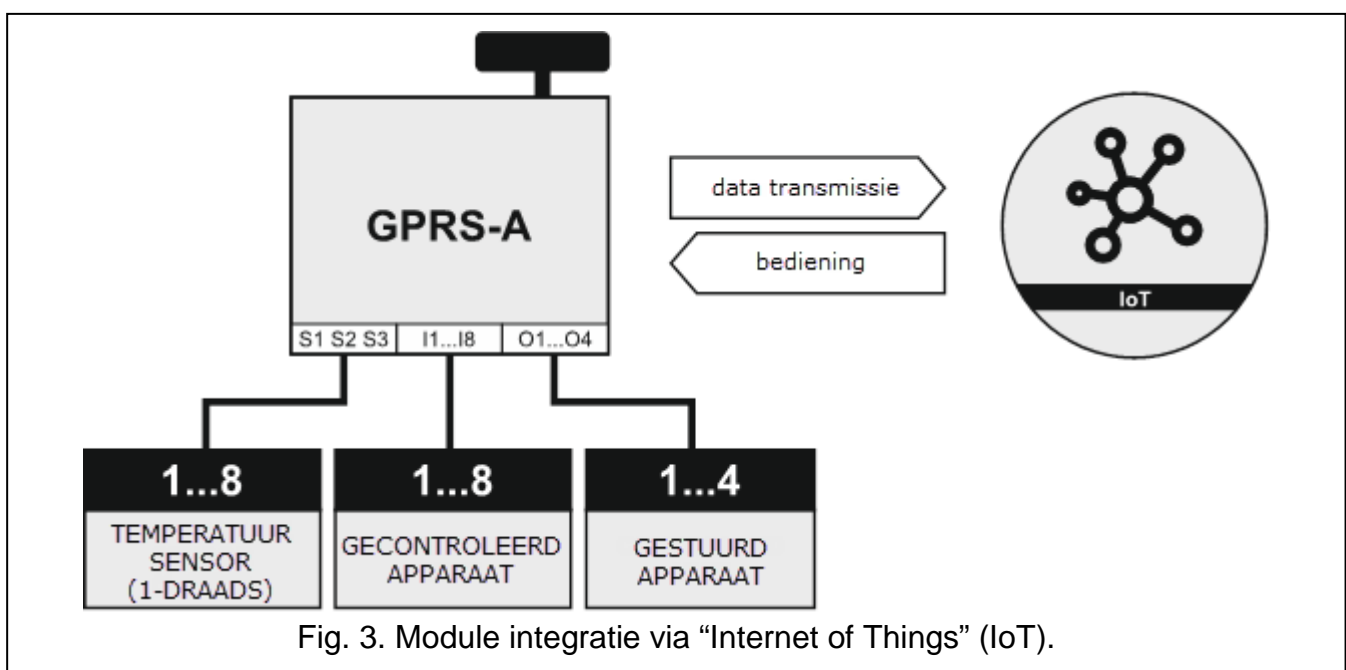 GPRS-A
data transmissie
bediening
IoT
S1 S2 S3
I1...I8
O1...O4
1...8
TEMPERATUUR
SENSOR
(1-DRAADS)
1...8
GECONTROLEERD
APPARAAT
1...4
GESTUURD
APPARAAT
Fig. 3. Module integratie via “Internet of Things” (IoT).